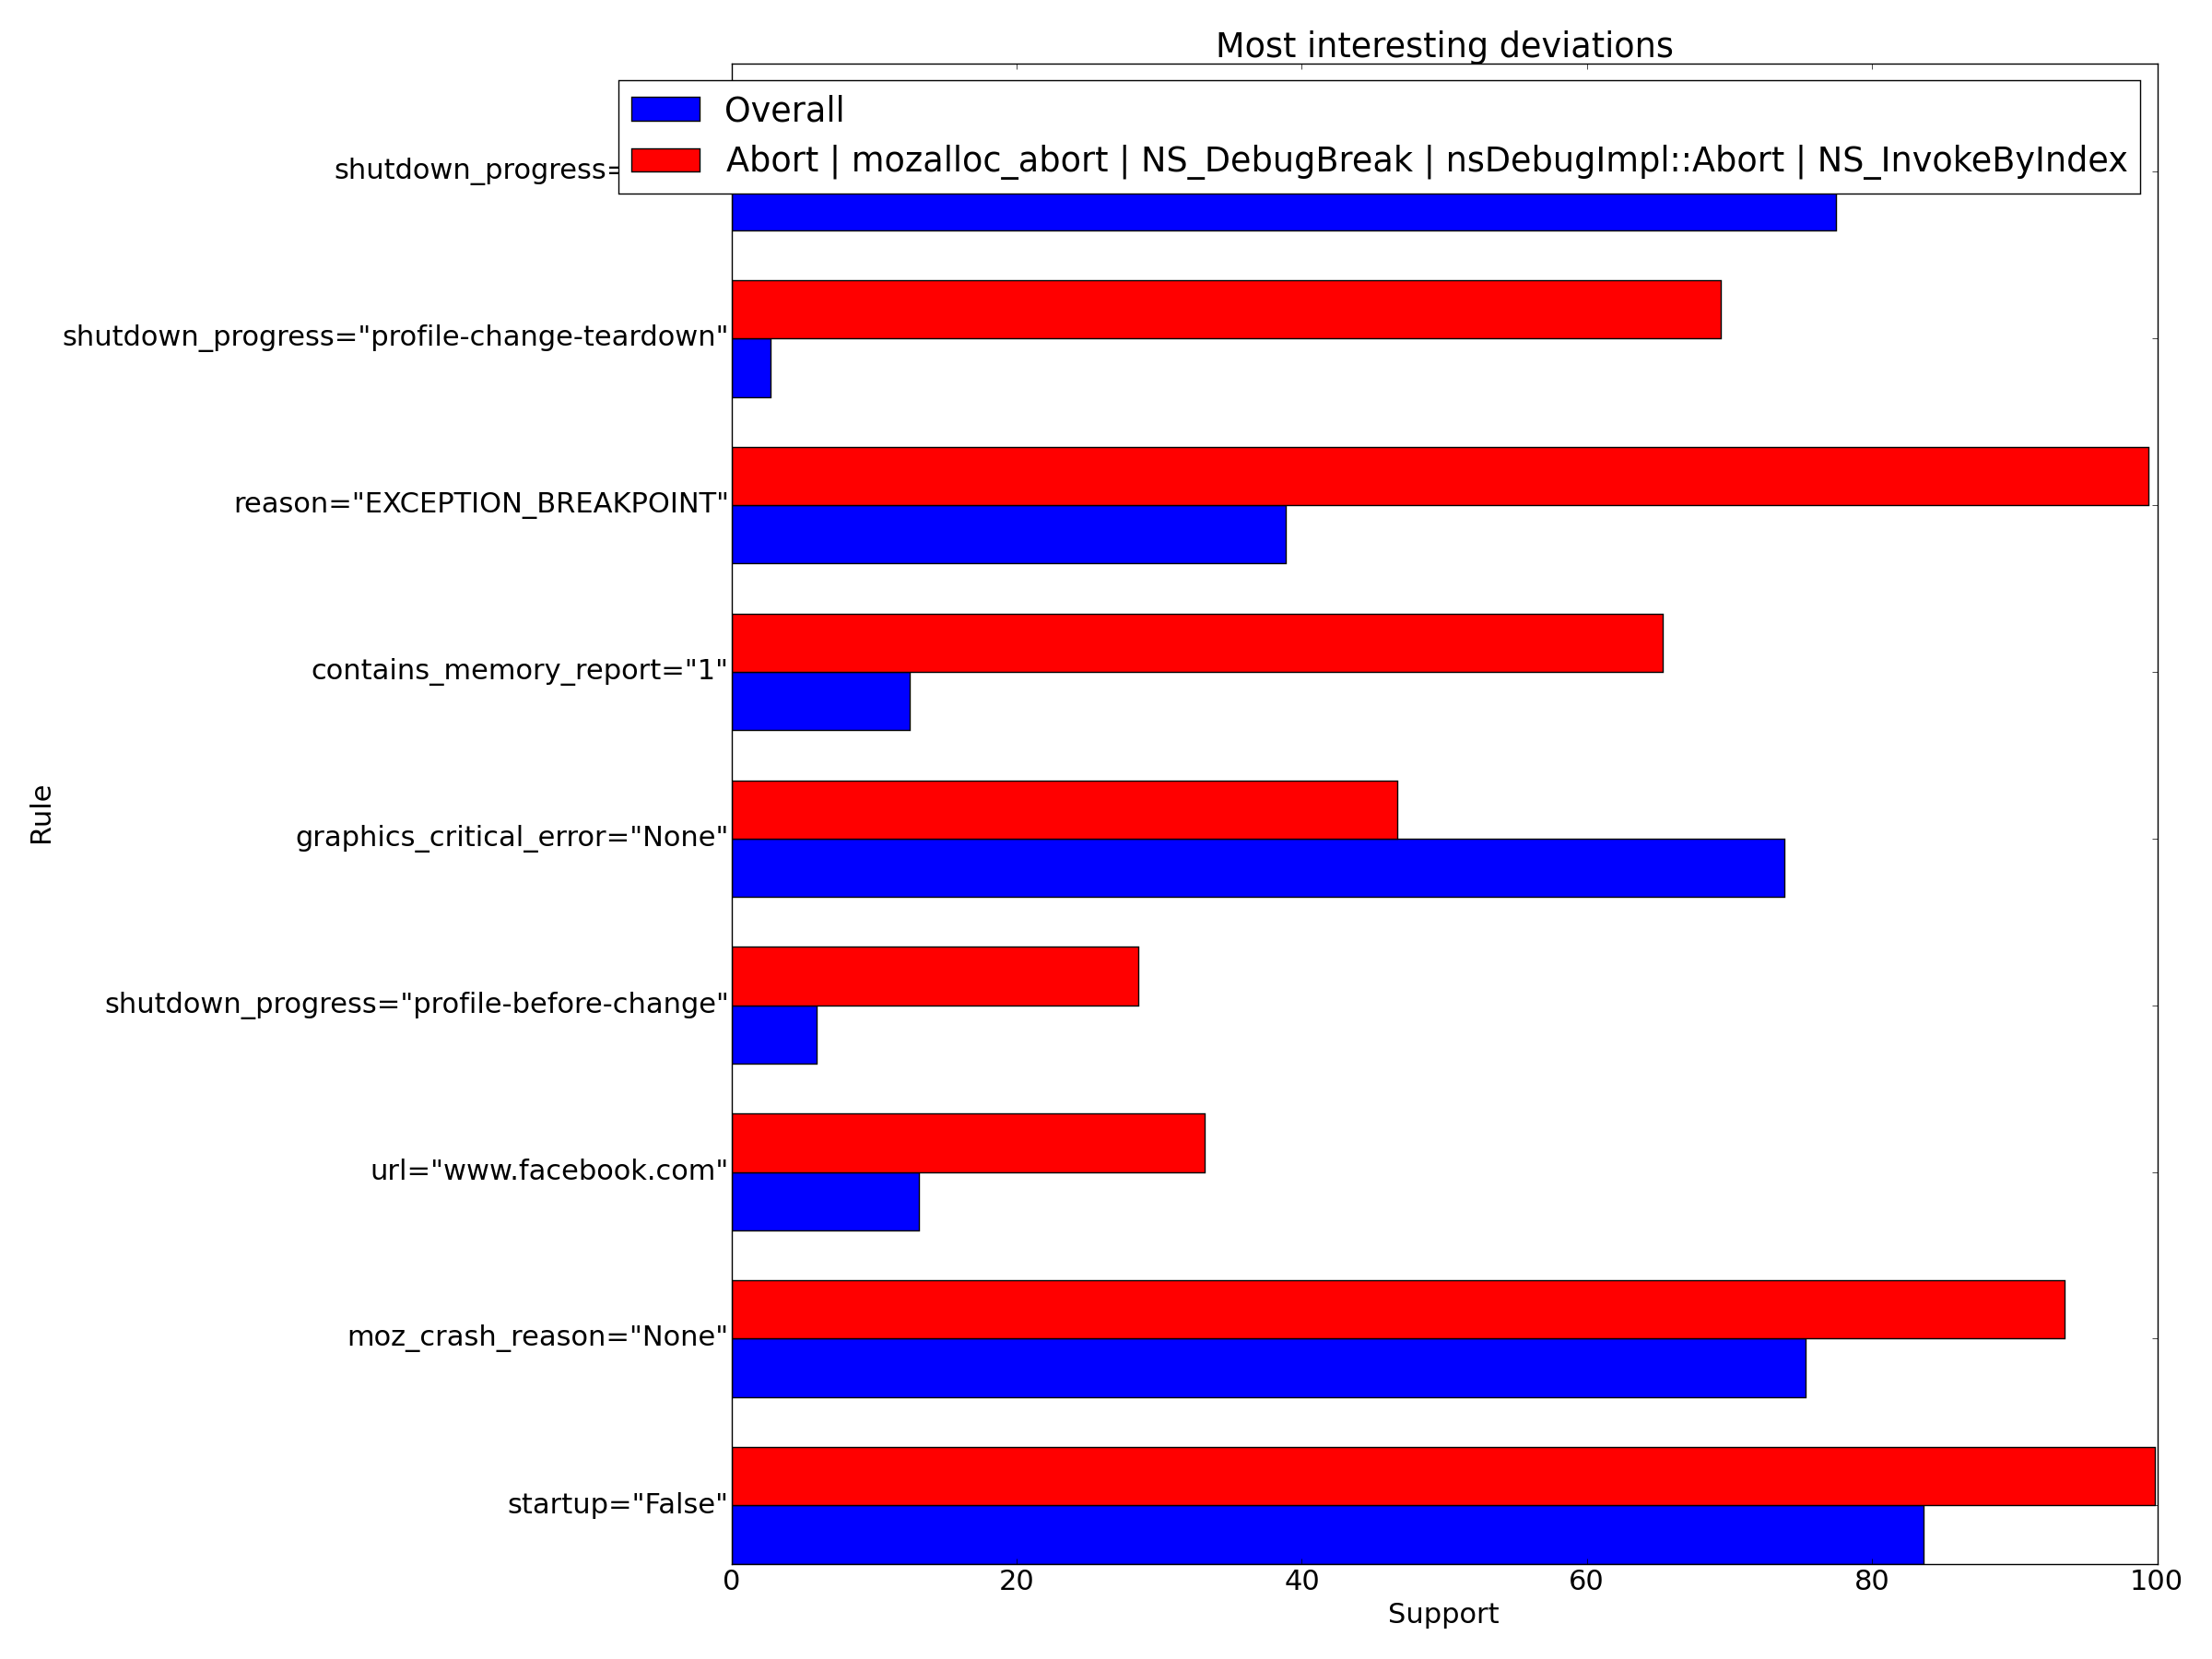 Most interesting deviations
Overall
Abort | mozalloc_abort | NS_DebugBreak | nsDebugImpl::Abort | NS_InvokeByIndex
shutdown_progress=
shutdown_progress="profile-change-teardown"
reason="EXCEPTION_BREAKPOINT"
contains_memory_report="1"
graphics_critical_error="None"
shutdown_progress="profile-before-change"
url="www.facebook.com"
moz_crash_reason="None"
startup="False"
Rule
0 20 40 60 80 100
Support